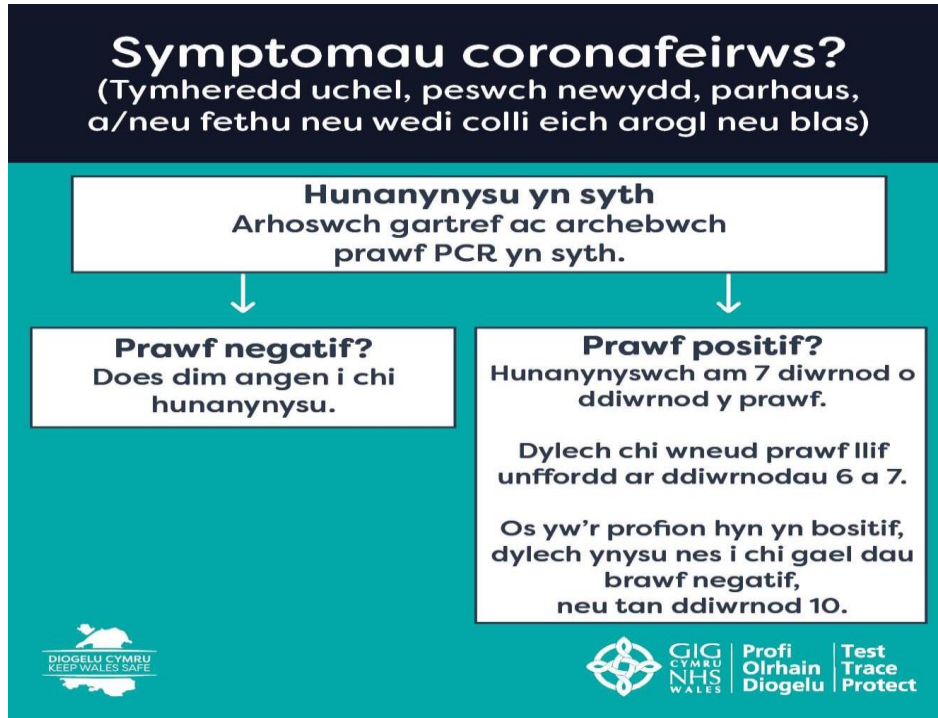 Symptomau coronafeirws?
(Tymheredd uchel, peswch newydd, parhaus,
a/neu fethu neu wedi colli eich arogl neu blas)
Hunanynysu yn syth
Arhoswch gartref ac archebwch
prawf PCR yn syth.
Prawf negatif?
Does dim angen i chi
hunanynysu.
Prawf positif?
Hunanynyswch am 7 diwrnod o
ddiwrnod y prawf.
Dylech chi wneud prawf llif
unffordd ar ddiwrnodau 6 a 7.
Os yw'r profion hyn yn bositif,
dylech ynysu nes i chi gael dau
brawf negatif,
neu tan ddiwrnod 10.
DIOGELU CYMRU
KEEP WALES SAFE
GIG
CYMRU
NHS
WALES
Profi
Olrhain
Diogelu
Test
Trace
Protect